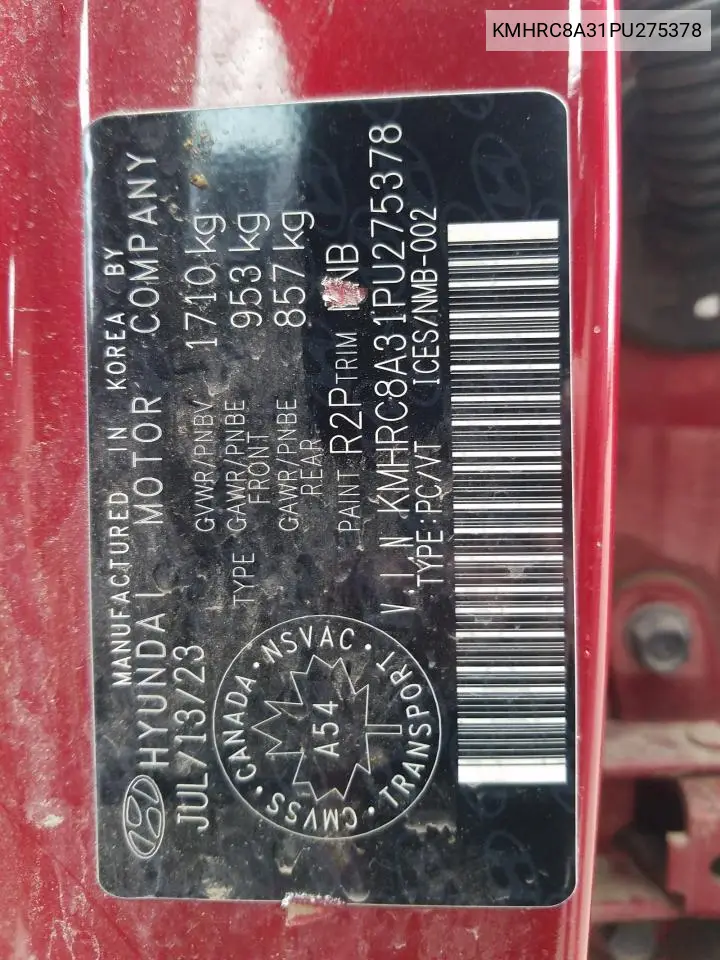 KMHRC8A31PU275378
MANUFACTURED IN KOREA BY
HYUNDAI MOTOR COMPANY
JUL/13/23
GVWR/PNBV 1710 kg
TYPE GAWR/PNBE 953 kg
FRONT
GAWR/PNBE 857 kg
REAR
PAINT R2P TRIM NB
V.I.N KMHRC8A31PU275378
TYPE:PC/VT ICES/NMB-002
CANADA · NSVAC · TRANSPORT · CMVSS ·
A54